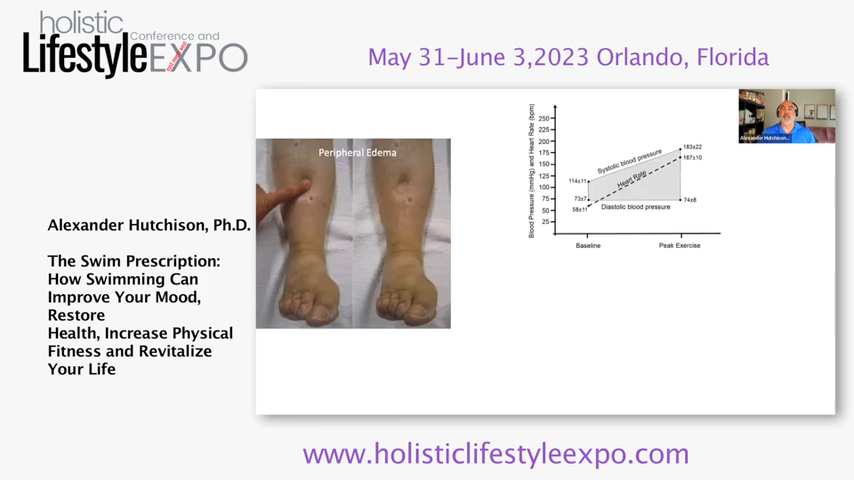 holistic
Conference and
LifestyleEXPO
May 31–June 3,2023 Orlando, Florida
Alexander Hutchison, Ph.D.
The Swim Prescription:
How Swimming Can
Improve Your Mood,
Restore
Health, Increase Physical
Fitness and Revitalize
Your Life
Peripheral Edema
Blood Pressure (mmHg) and Heart Rate (bpm)
250
225
200
175
150
125
100
75
50
25
114±11
73±7
58±11
Systolic blood pressure
Heart Rate
Diastolic blood pressure
183±22
167±10
74±8
Baseline
Peak Exercise
Alexander Hutchison...
www.holisticlifestyleexpo.com